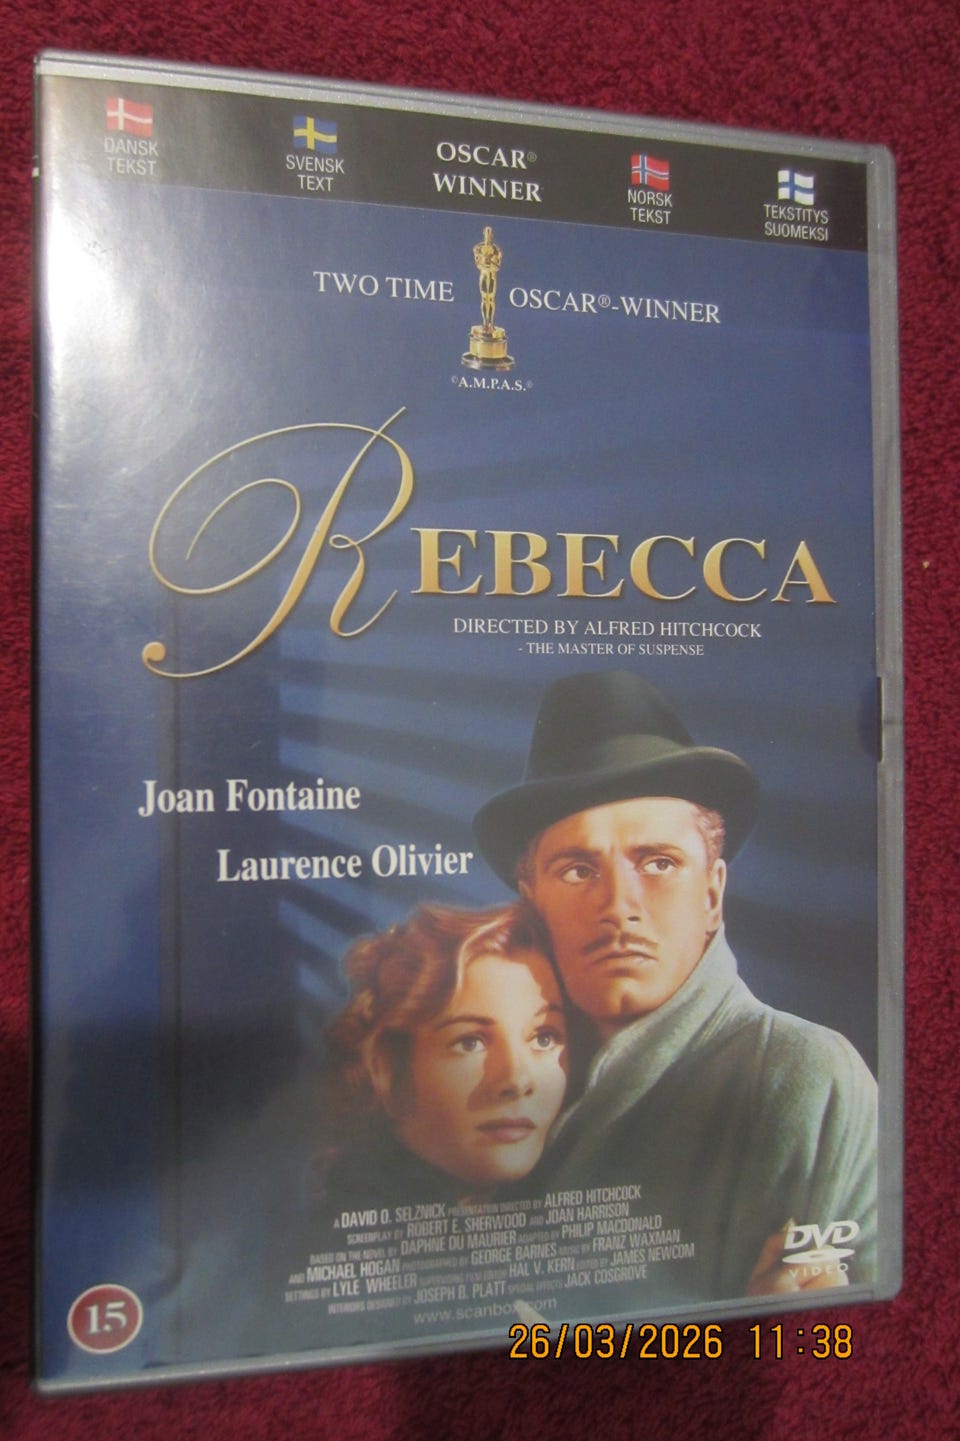 DANSK
TEKST
SVENSK
TEXT
OSCAR®
WINNER
NORSK
TEKST
TEKSTITYS
SUOMEKSI
TWO TIME OSCAR®-WINNER
©A.M.P.A.S.®
REBECCA
DIRECTED BY ALFRED HITCHCOCK
- THE MASTER OF SUSPENSE
Joan Fontaine
Laurence Olivier
A DAVID O. SELZNICK PRESENTATION DIRECTED BY ALFRED HITCHCOCK
SCREENPLAY BY ROBERT E. SHERWOOD AND JOAN HARRISON
BASED ON THE NOVEL BY DAPHNE DU MAURIER ADAPTED BY PHILIP MACDONALD
AND MICHAEL HOGAN PHOTOGRAPHED BY GEORGE BARNES MUSIC BY FRANZ WAXMAN
SETTINGS BY LYLE WHEELER SUPERVISING FILM EDITOR HAL V. KERN EDITED BY JAMES NEWCOM
INTERIORS DESIGNED BY JOSEPH B. PLATT SPECIAL EFFECTS JACK COSGROVE
www.scanbox.com
DVD
VIDEO
15
26/03/2026 11:38